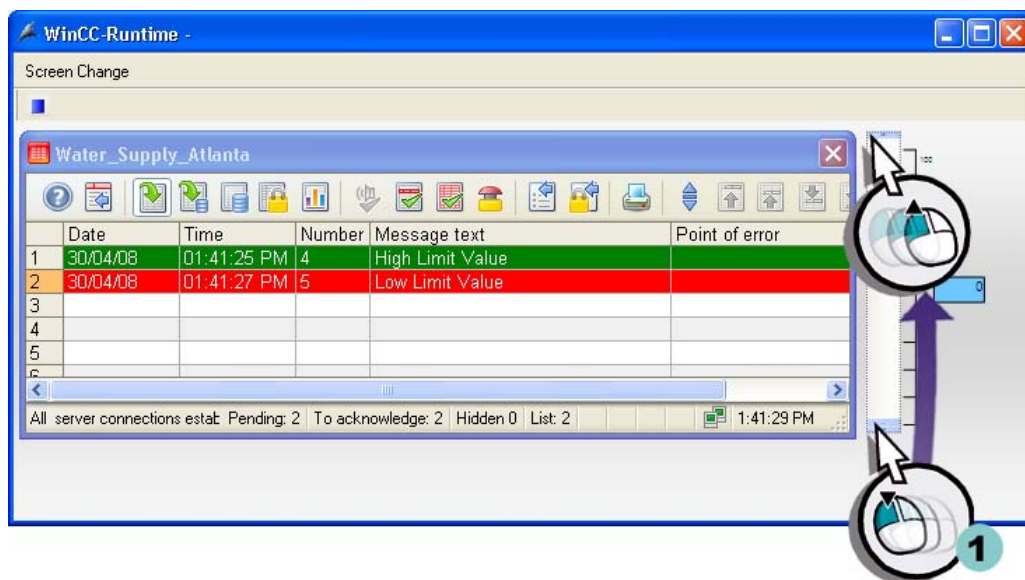 WinCC-Runtime -
Screen Change
Water_Supply_Atlanta
Date Time Number Message text Point of error
1 30/04/08 01:41:25 PM 4 High Limit Value
2 30/04/08 01:41:27 PM 5 Low Limit Value
3
4
5
All server connections estak Pending: 2 To acknowledge: 2 Hidden 0 List: 2 1:41:29 PM
100
0
1